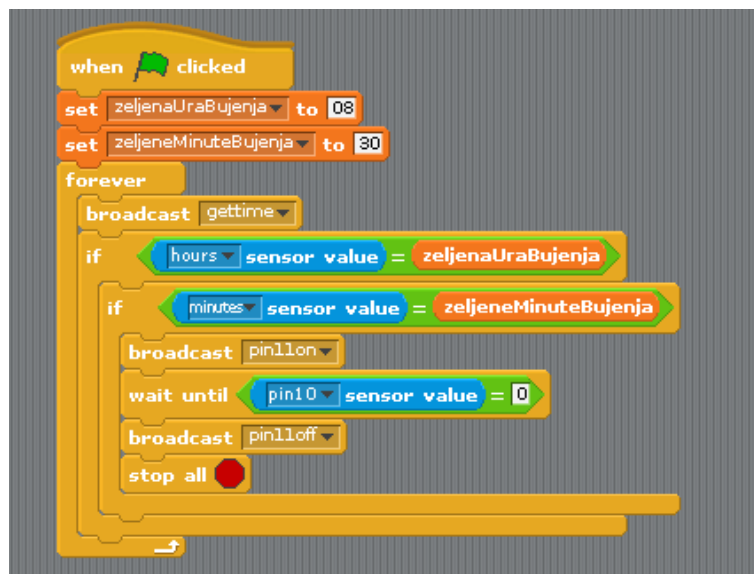 when clicked
set zeljenaUraBujenja to 08
set zeljeneMinuteBujenja to 30
forever
broadcast gettime
if hours sensor value = zeljenaUraBujenja
if minutes sensor value = zeljeneMinuteBujenja
broadcast pin11on
wait until pin10 sensor value = 0
broadcast pin11off
stop all